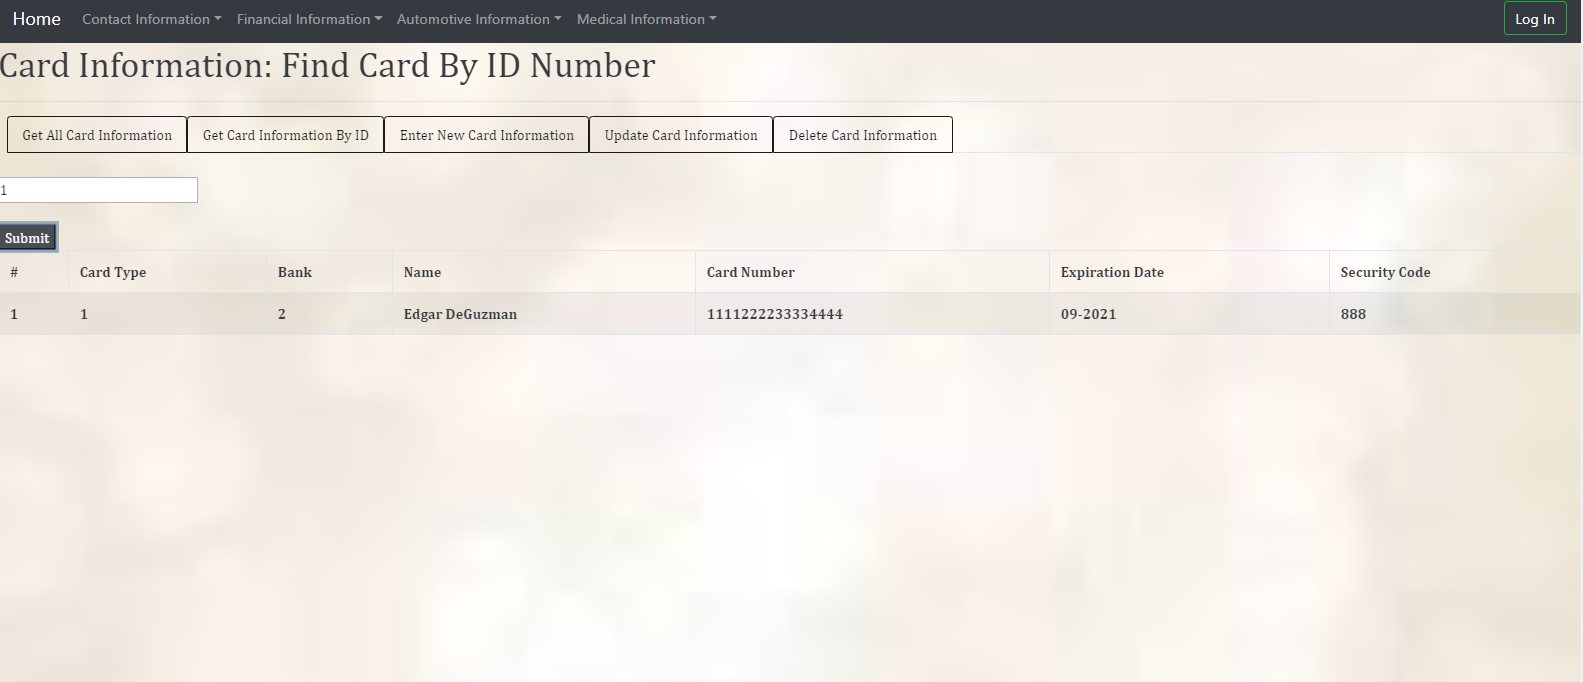 Home Contact Information Financial Information Automotive Information Medical Information Log In
Card Information: Find Card By ID Number
Get All Card Information Get Card Information By ID Enter New Card Information Update Card Information Delete Card Information
1
Submit
# Card Type Bank Name Card Number Expiration Date Security Code
1 1 2 Edgar DeGuzman 1111222233334444 09-2021 888